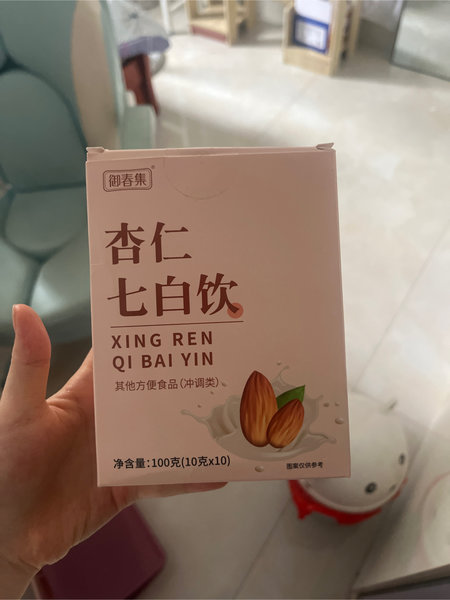 御春集®
杏仁
七白饮
XING REN
QI BAI YIN
其他方便食品(冲调类)
净含量:100克(10克x10)
图案仅供参考